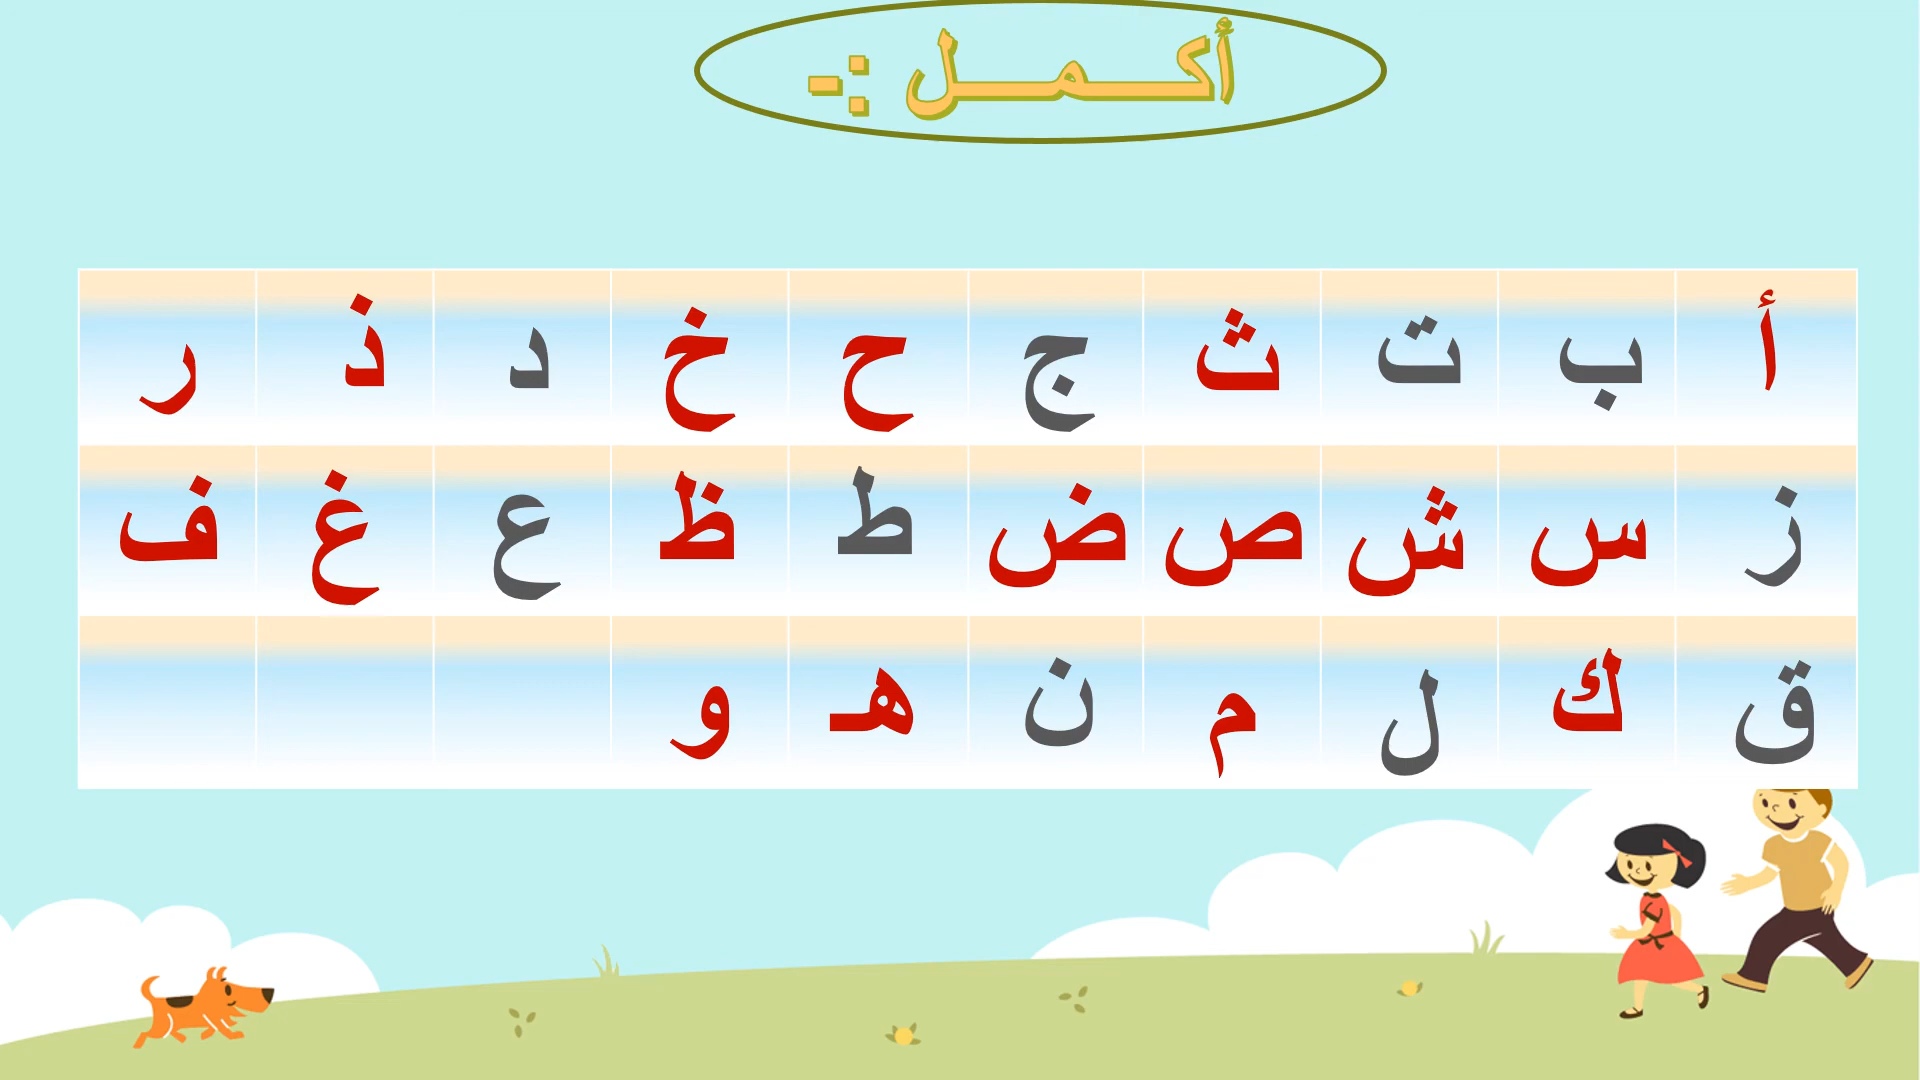 أكـــمـــل :-
أ ب ت ث ج ح خ د ذ ر
ز س ش ص ض ط ظ ع غ ف
ق ك ل م ن هـ و